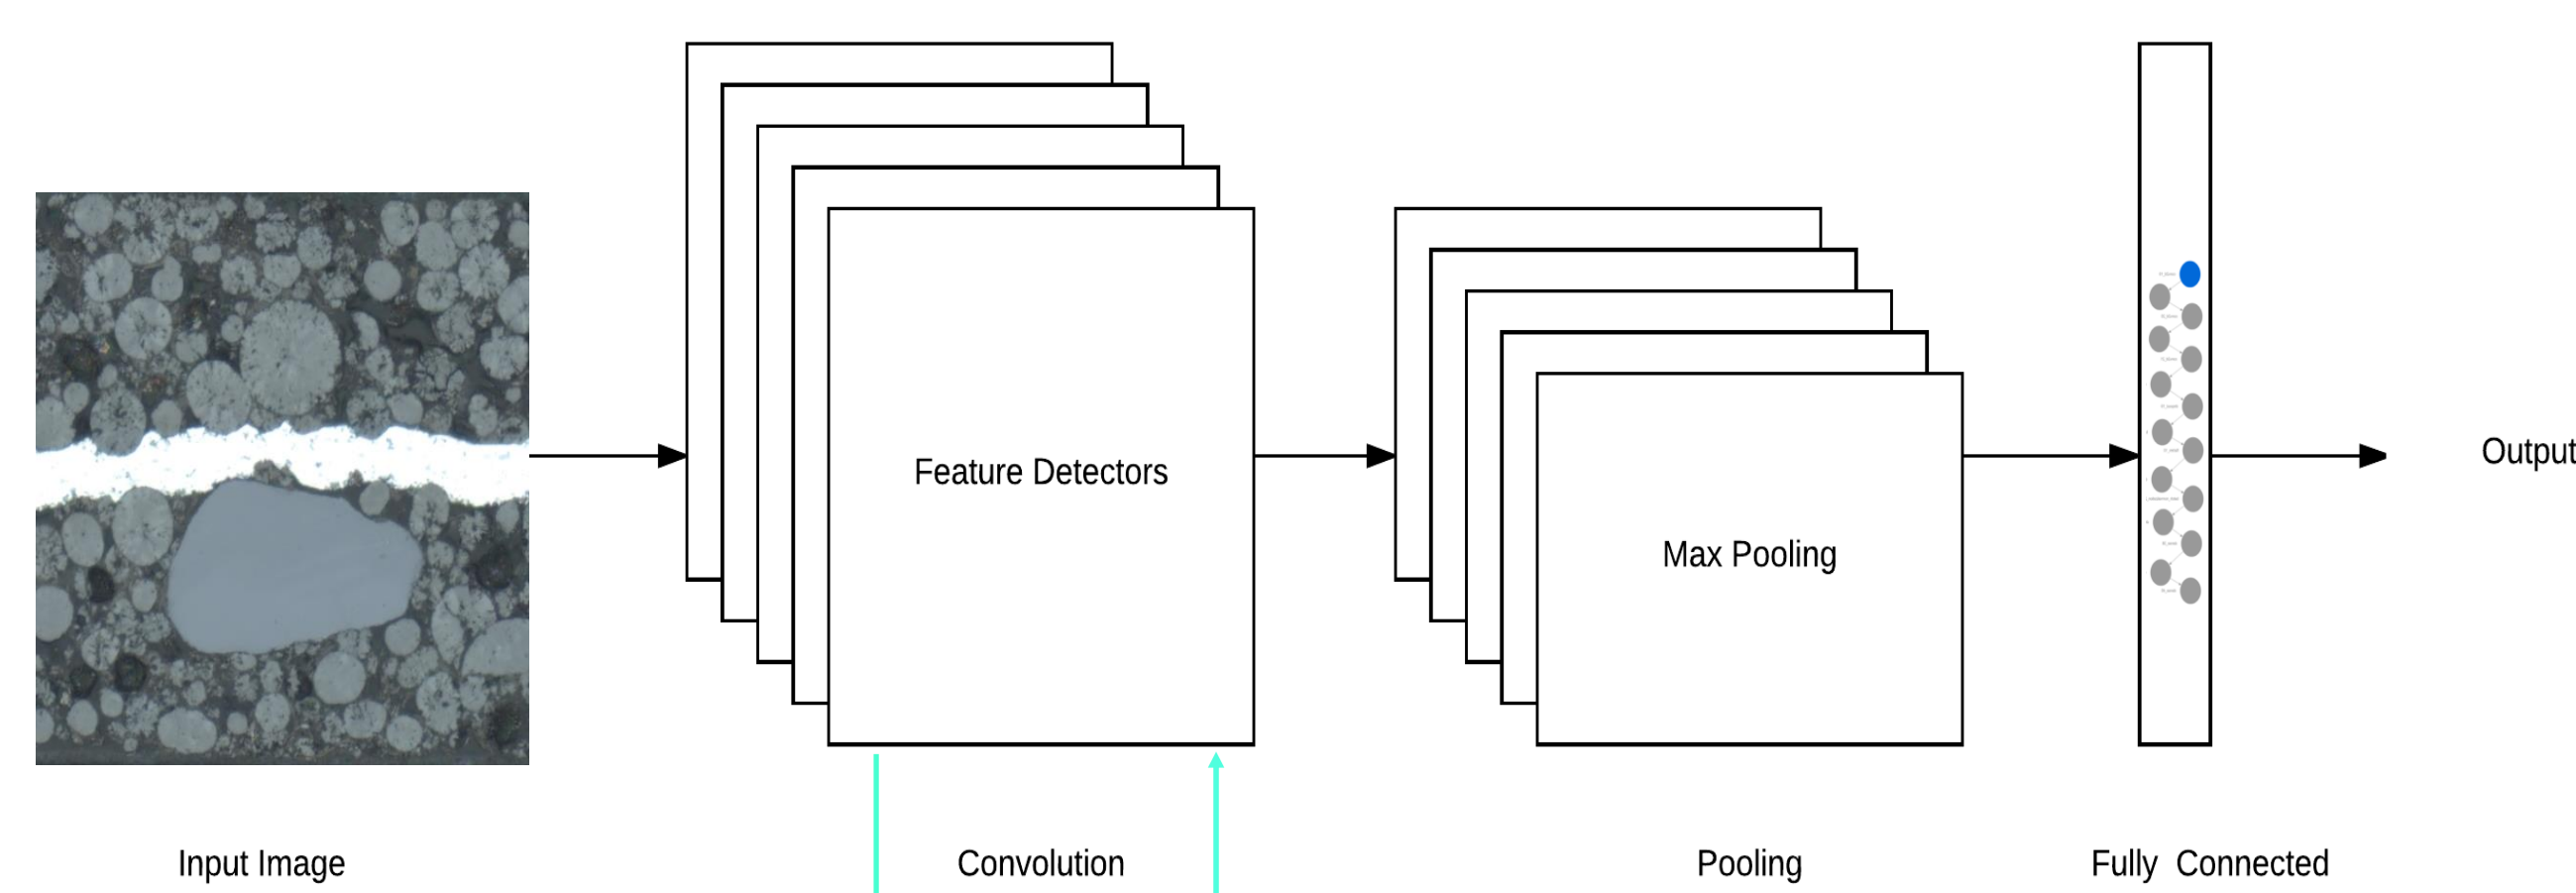 Feature Detectors
Max Pooling
Output
Input Image
Convolution
Pooling
Fully Connected